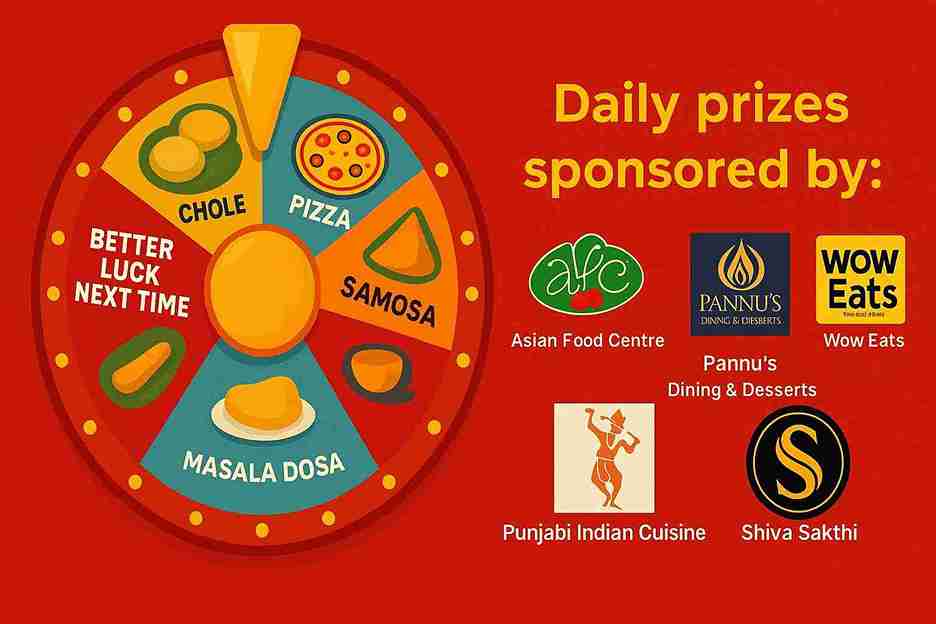 CHOLE
PIZZA
BETTER
LUCK
NEXT TIME
SAMOSA
MASALA DOSA
Daily prizes
sponsored by:
afc
Asian Food Centre
PANNU'S
DINING & DESBERTS
Pannu's
Dining & Desserts
WOW
Eats
Wow Eats
Punjabi Indian Cuisine
S
Shiva Sakthi